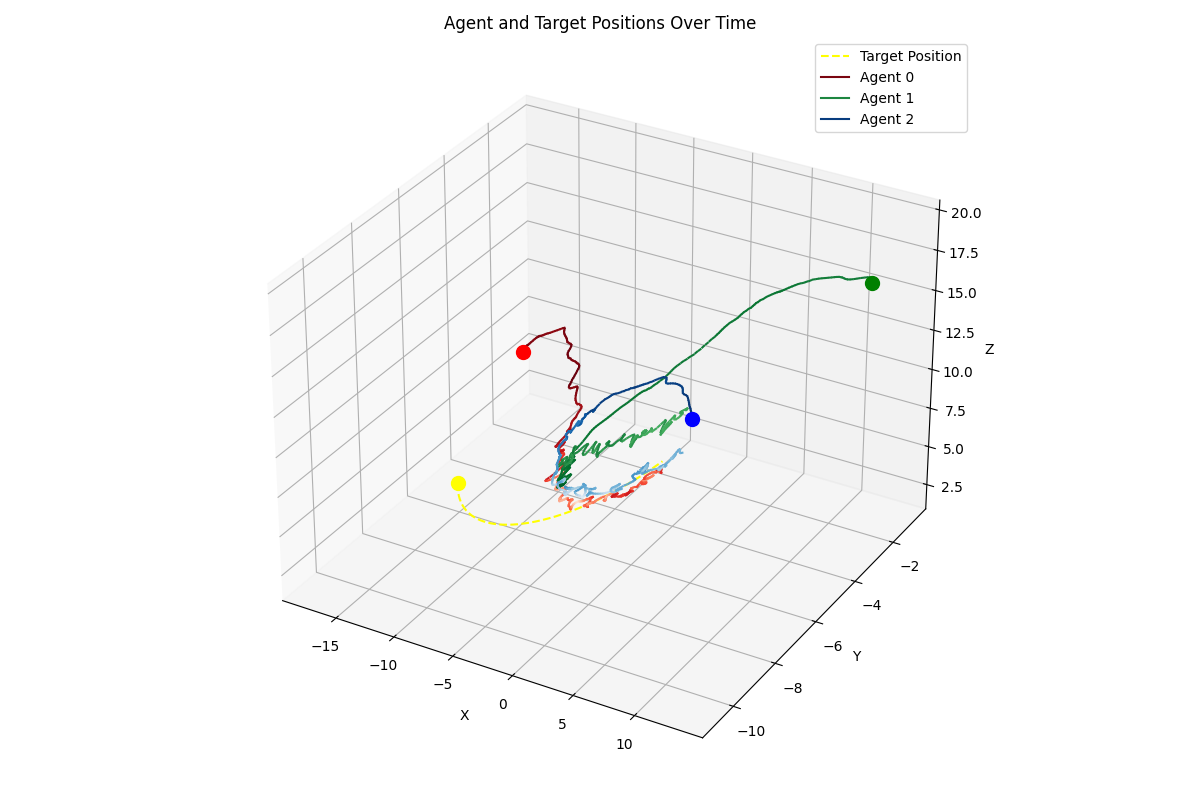 Agent and Target Positions Over Time
Target Position
Agent 0
Agent 1
Agent 2
20.0
17.5
15.0
12.5
10.0
7.5
5.0
2.5
Z
−2
−4
−6
−8
−10
Y
−15
−10
−5
0
5
10
X